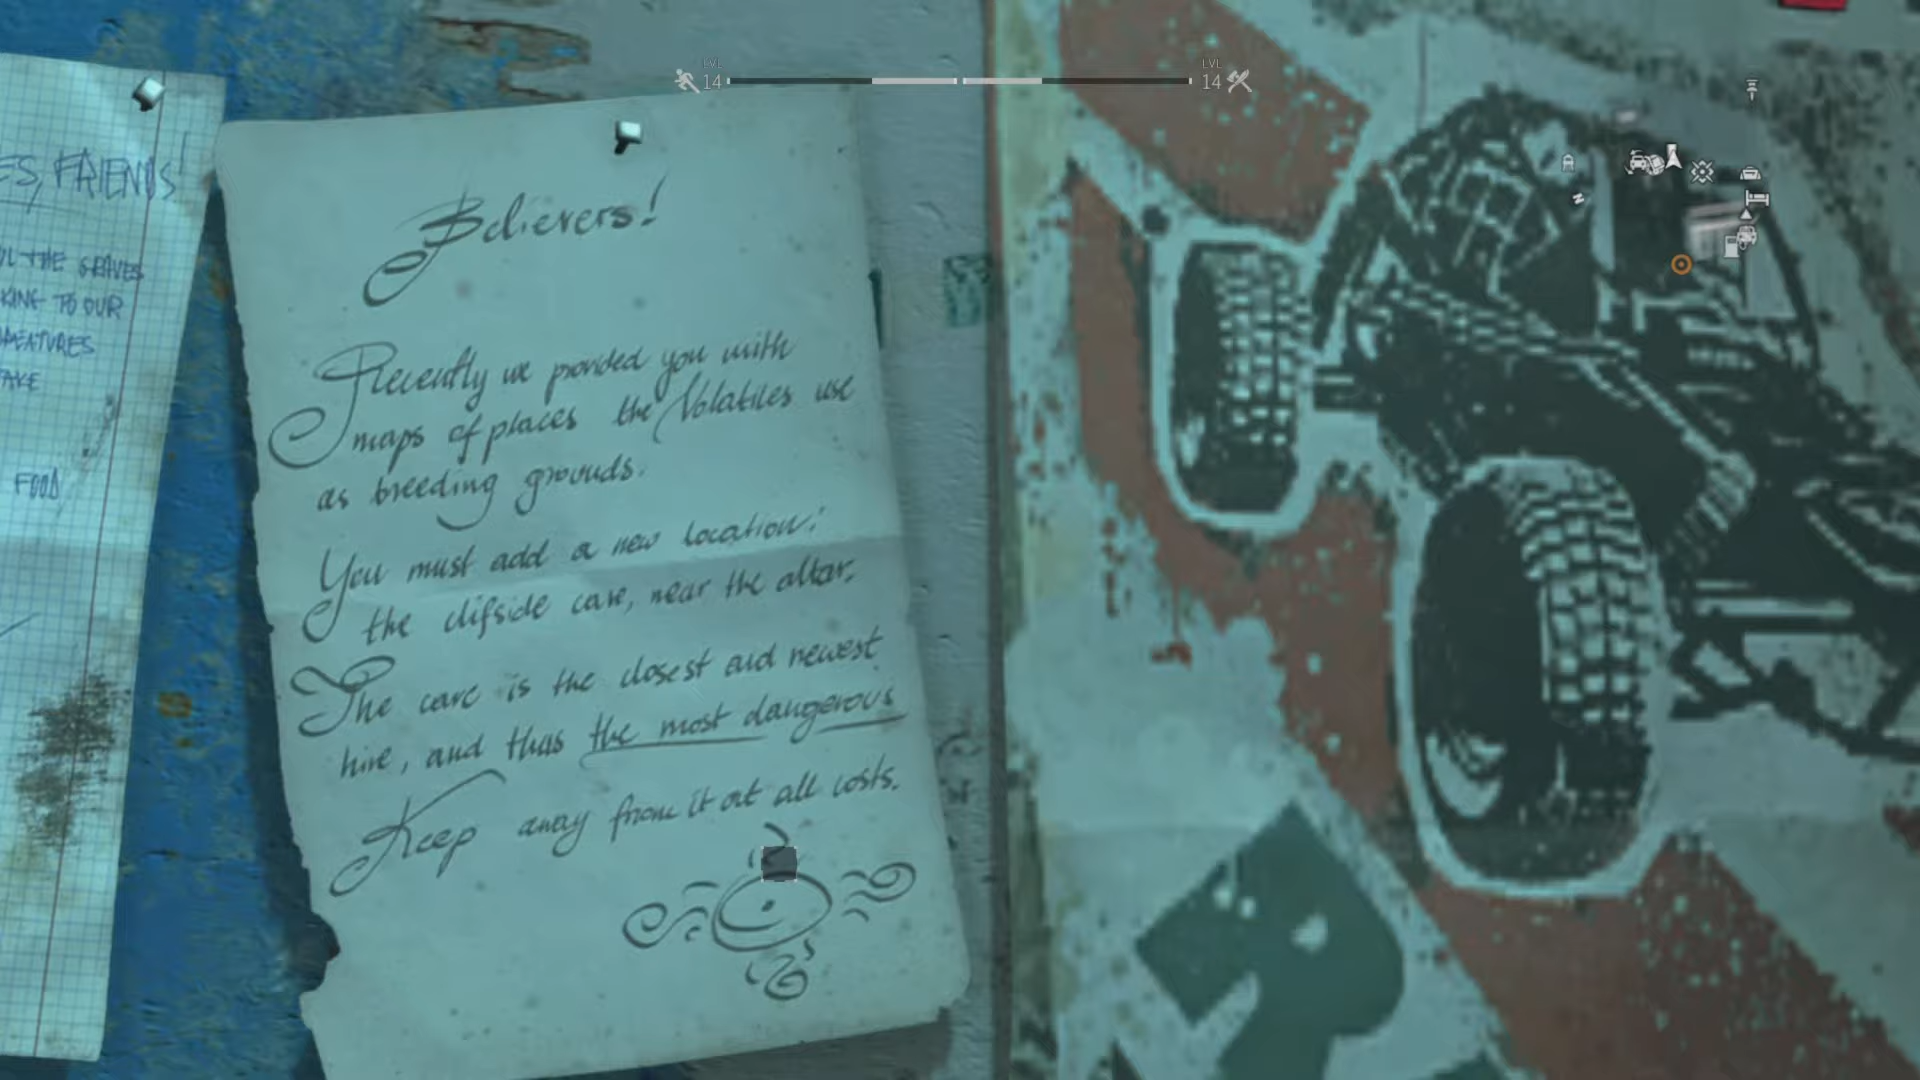 ES, FRIENDS!
THE GRAVES
KING TO OUR
FOOD
LVL
14
LVL
14
Believers!
Recently we provided you with
maps of places the Volatiles use
as breeding grounds.
You must add a new location:
the clifside cave, near the altar.
The cave is the closest and newest
hive, and thus the most dangerous
Keep away from it at all costs.